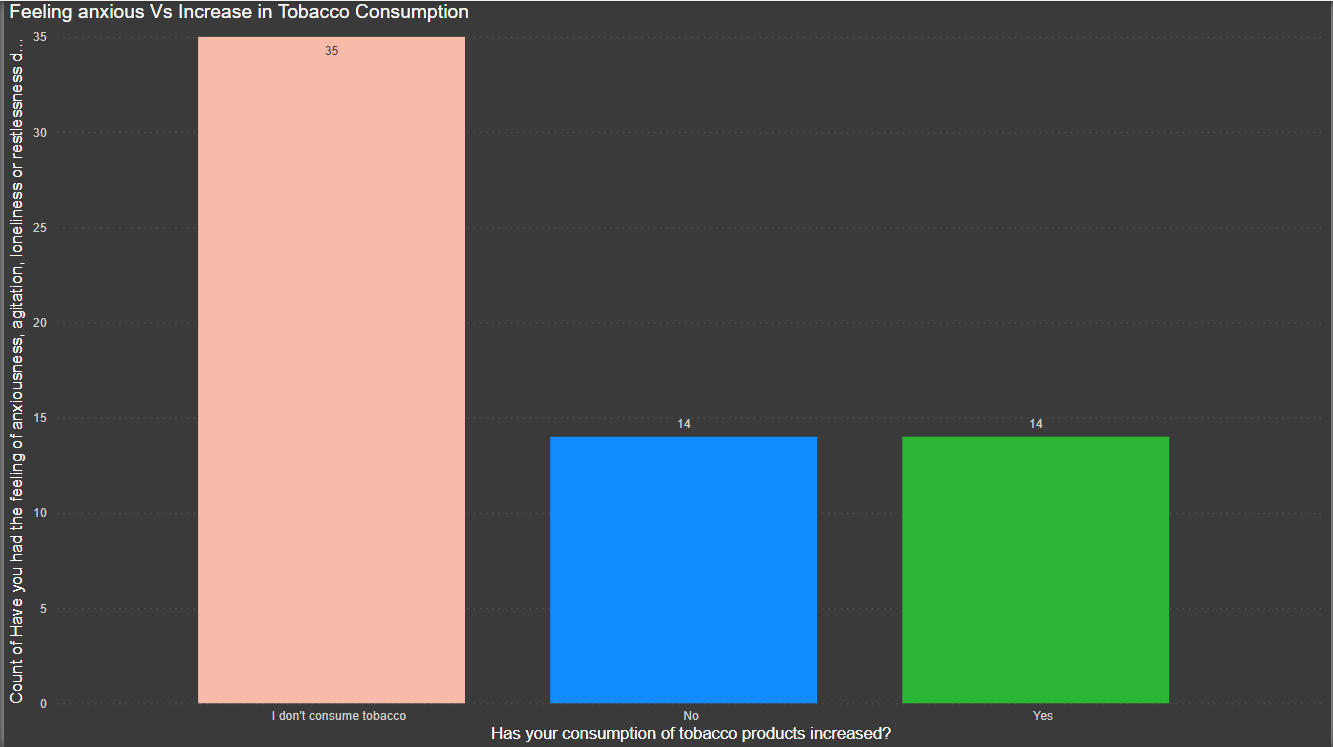 Feeling anxious Vs Increase in Tobacco Consumption
Count of Have you had the feeling of anxiousness, agitation, loneliness or restlessness d...
35
30
25
20
15
10
5
0
35
14
14
I don't consume tobacco
No
Yes
Has your consumption of tobacco products increased?